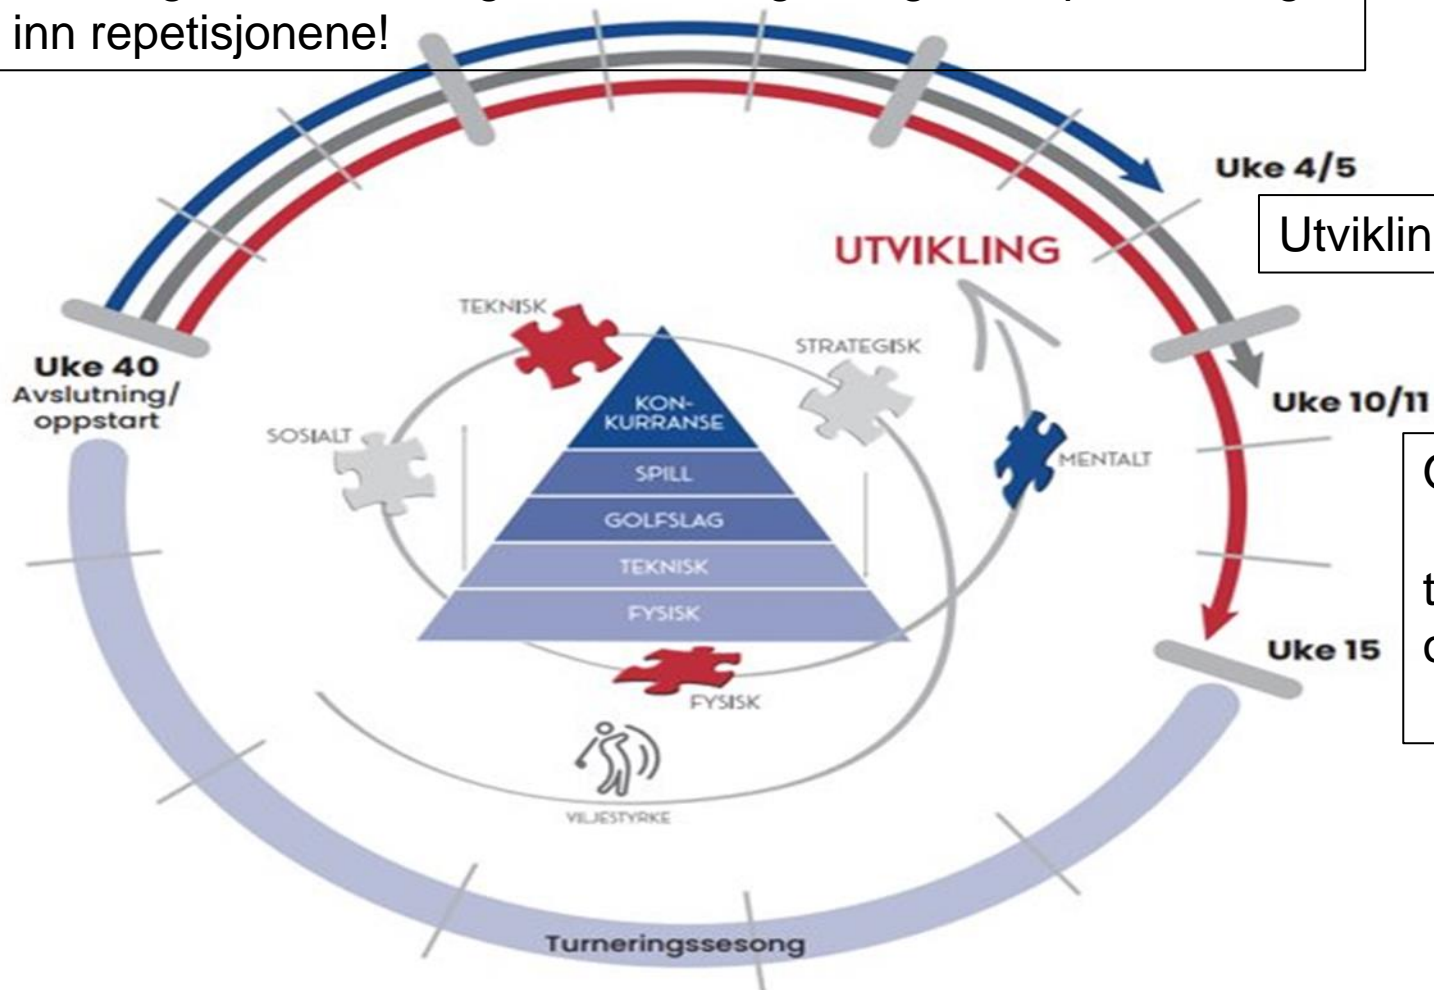 inn repetisjonene!
Uke 4/5
Utviklin
UTVIKLING
TEKNISK
STRATEGISK
Uke 40
Avslutning/
oppstart
KON-
KURRANSE
Uke 10/11
SOSIALT
MENTALT
SPILL
GOLFSLAG
TEKNISK
FYSISK
Uke 15
FYSISK
VILJESTYRKE
Turneringssesong